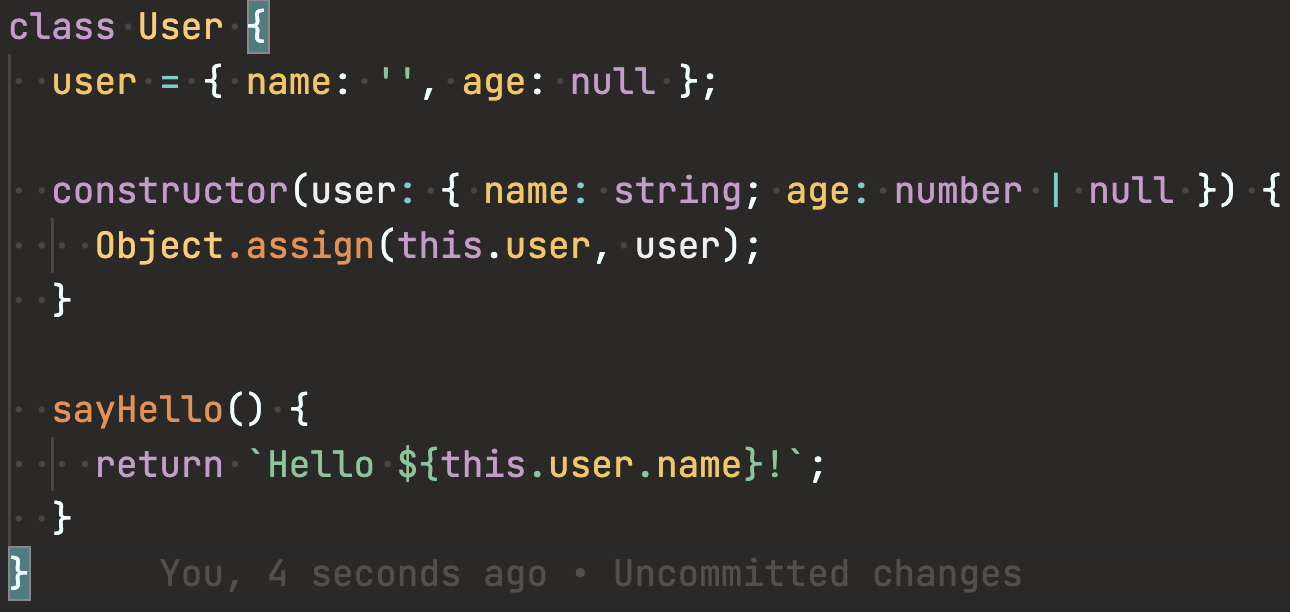 class User {
  user = { name: '', age: null };
  constructor(user: { name: string; age: number | null }) {
    Object.assign(this.user, user);
  }
  sayHello() {
    return `Hello ${this.user.name}!`;
  }
}     You, 4 seconds ago • Uncommitted changes